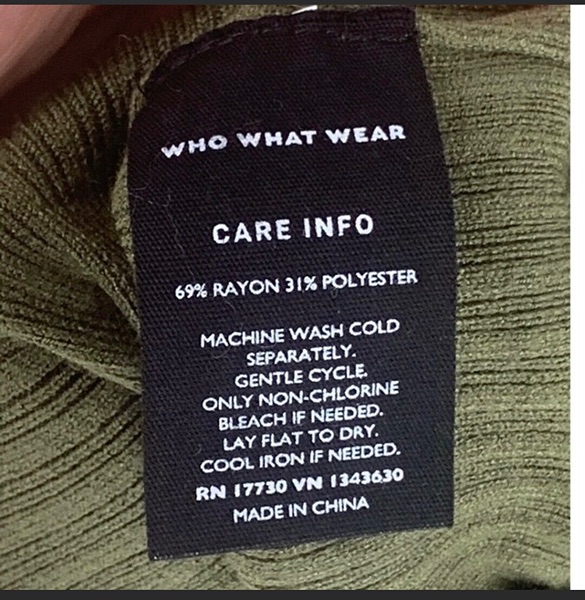 WHO WHAT WEAR
CARE INFO
69% RAYON 31% POLYESTER
MACHINE WASH COLD
SEPARATELY.
GENTLE CYCLE.
ONLY NON-CHLORINE
BLEACH IF NEEDED.
LAY FLAT TO DRY.
COOL IRON IF NEEDED.
RN 17730 VN 1343630
MADE IN CHINA